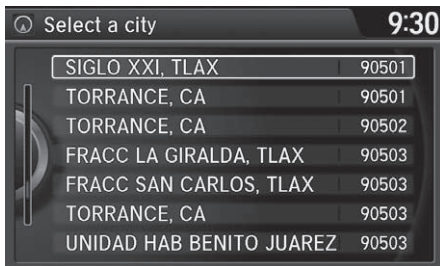 Select a city 9:30
SIGLO XXI, TLAX 90501
TORRANCE, CA 90501
TORRANCE, CA 90502
FRACC LA GIRALDA, TLAX 90503
FRACC SAN CARLOS, TLAX 90503
TORRANCE, CA 90503
UNIDAD HAB BENITO JUAREZ 90503